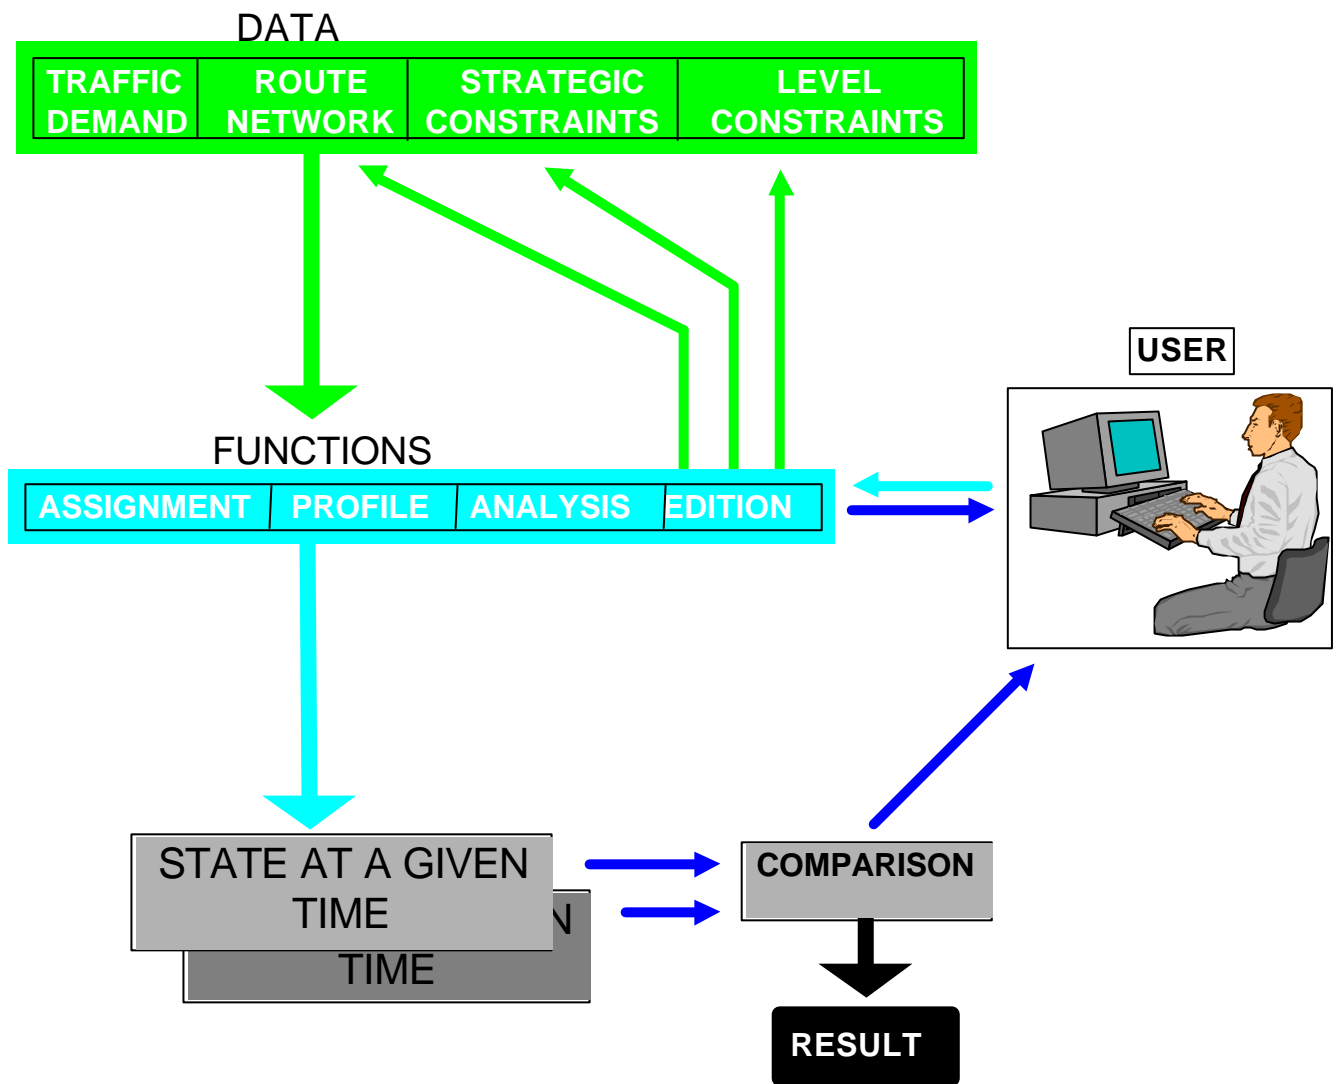 DATA
TRAFFIC DEMAND
ROUTE NETWORK
STRATEGIC CONSTRAINTS
LEVEL CONSTRAINTS
USER
FUNCTIONS
ASSIGNMENT
PROFILE
ANALYSIS
EDITION
STATE AT A GIVEN
TIME
N
TIME
COMPARISON
RESULT